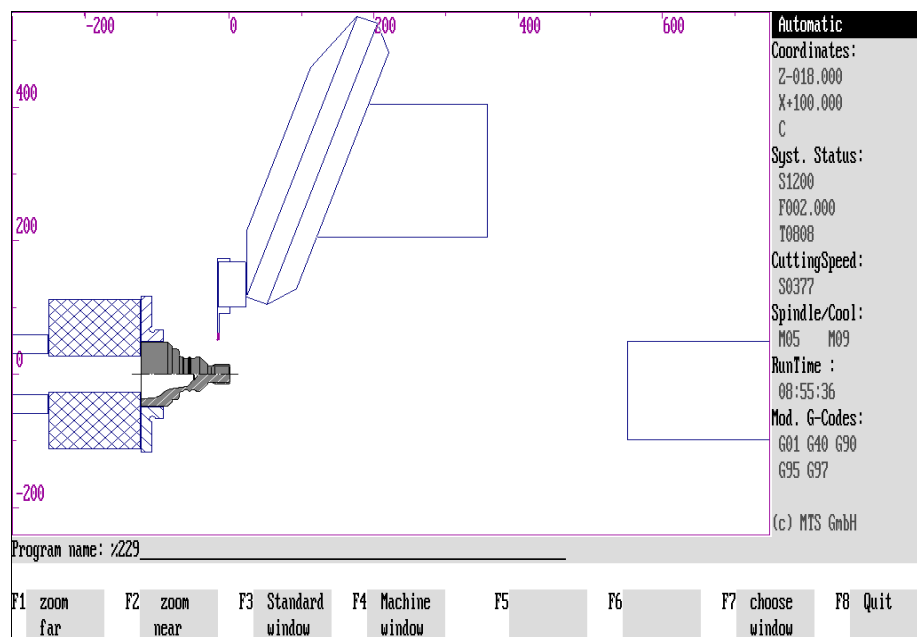 -200 0 200 400 600
400
200
0
-200
Automatic
Coordinates:
Z-018.000
X+100.000
C
Syst. Status:
S1200
F002.000
T0808
CuttingSpeed:
S0377
Spindle/Cool:
M05 M09
RunTime :
08:55:36
Mod. G-Codes:
G01 G40 G90
G95 G97
(c) MTS GmbH
Program name: %229
F1 zoom far
F2 zoom near
F3 Standard window
F4 Machine window
F5
F6
F7 choose window
F8 Quit